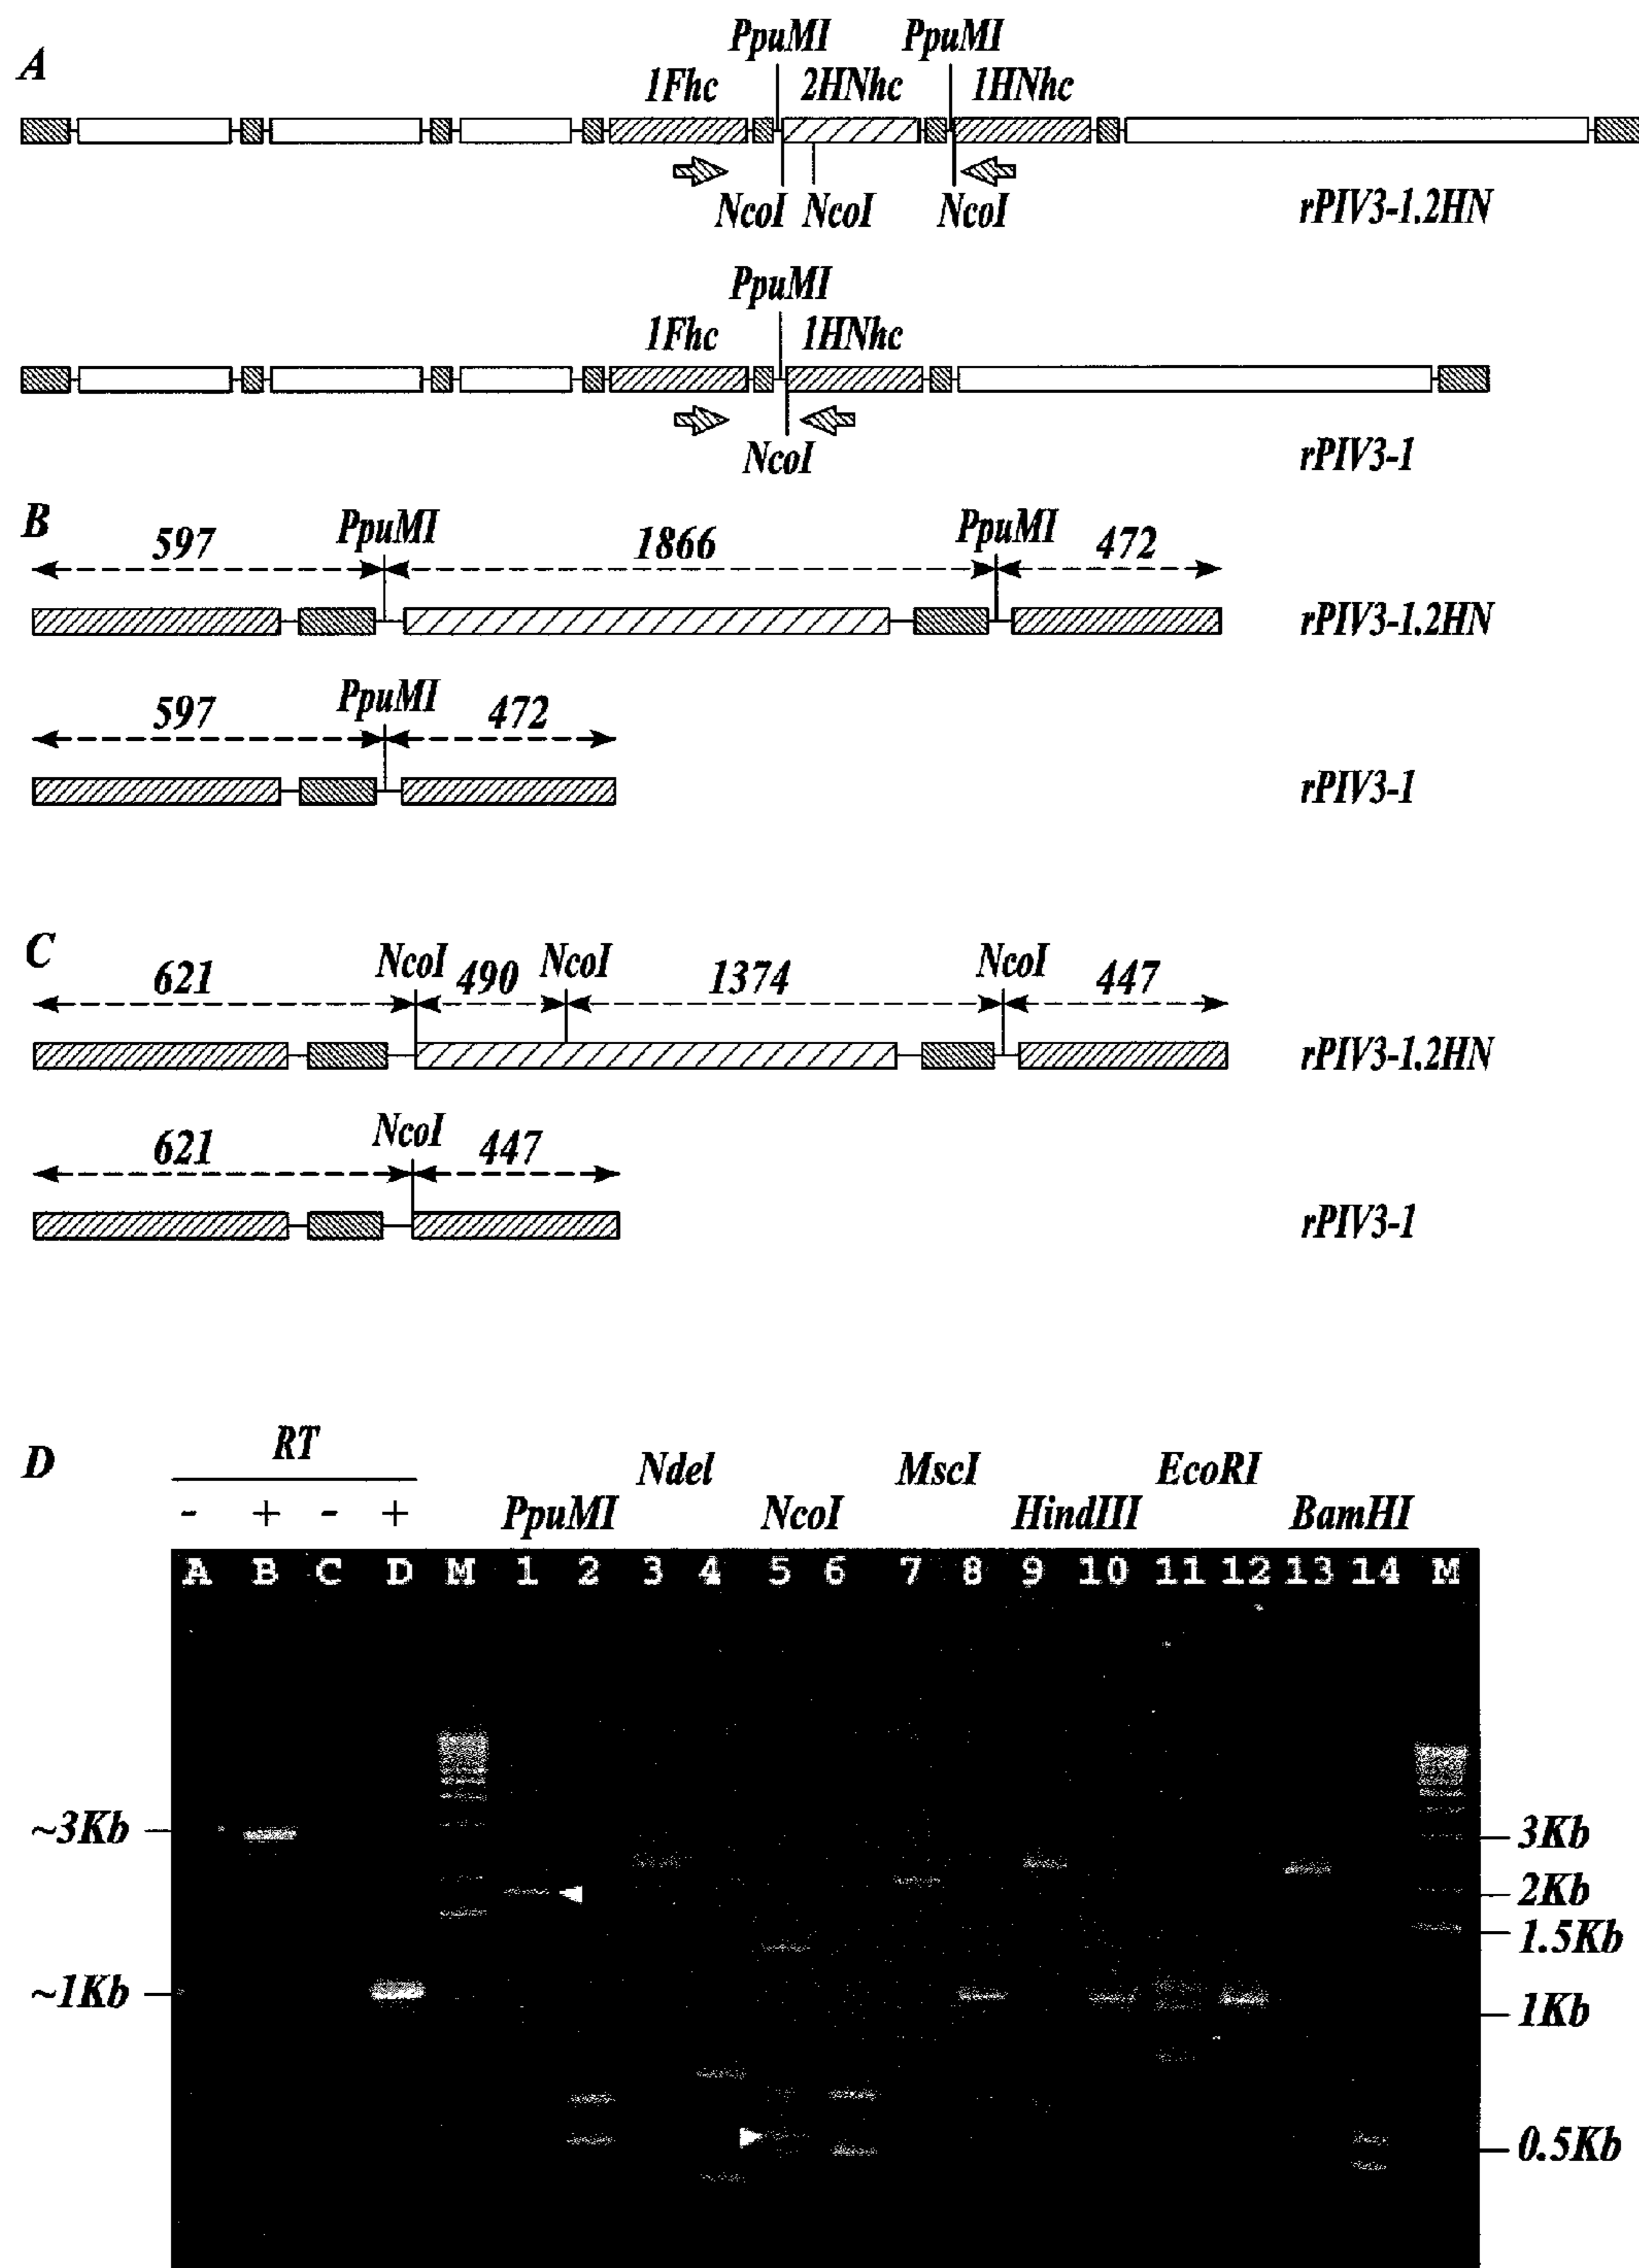 A
PpuMI PpuMI
1Fhc 2HNhc 1HNhc
NcoI NcoI NcoI
rPIV3-1.2HN
PpuMI
1Fhc 1HNhc
NcoI
rPIV3-1
B
597 PpuMI 1866 PpuMI 472
rPIV3-1.2HN
597 PpuMI 472
rPIV3-1
C
621 NcoI 490 NcoI 1374 NcoI 447
rPIV3-1.2HN
621 NcoI 447
rPIV3-1
D
RT
NdeI MscI EcoRI
- + - + PpuMI NcoI HindIII BamHI
A B C D M 1 2 3 4 5 6 7 8 9 10 11 12 13 14 M
~3Kb 3Kb
2Kb
1.5Kb
~1Kb 1Kb
0.5Kb